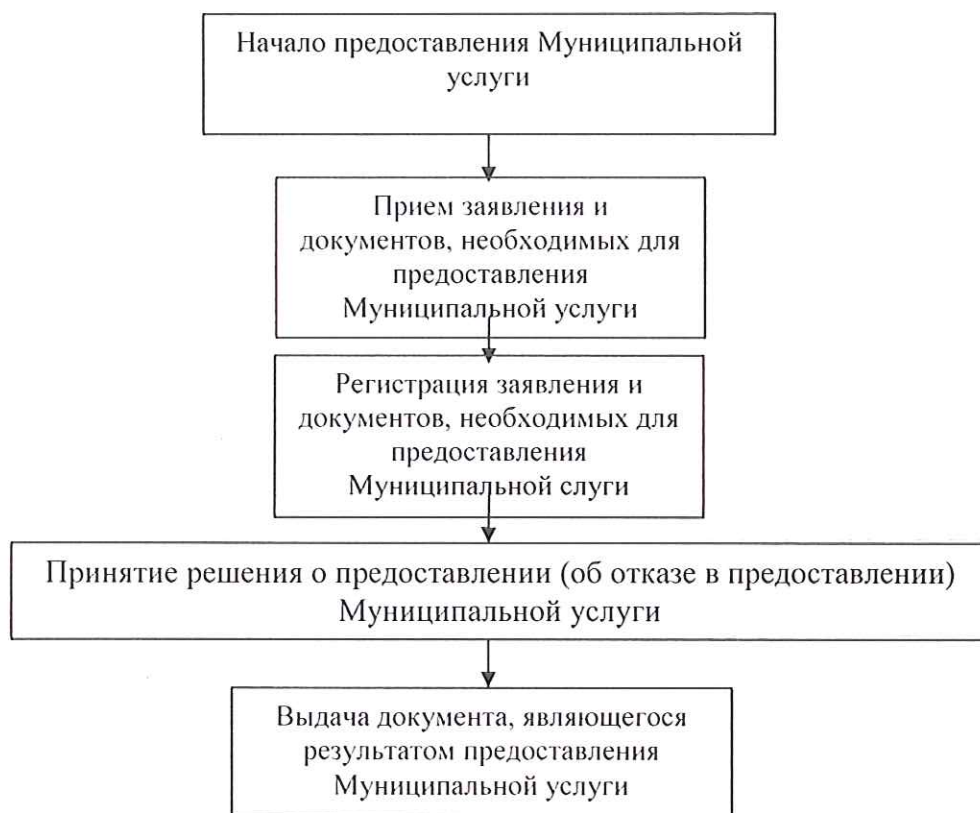 Начало предоставления Муниципальной
услуги
Прием заявления и
документов, необходимых для
предоставления
Муниципальной услуги
Регистрация заявления и
документов, необходимых для
предоставления
Муниципальной слуги
Принятие решения о предоставлении (об отказе в предоставлении)
Муниципальной услуги
Выдача документа, являющегося
результатом предоставления
Муниципальной услуги